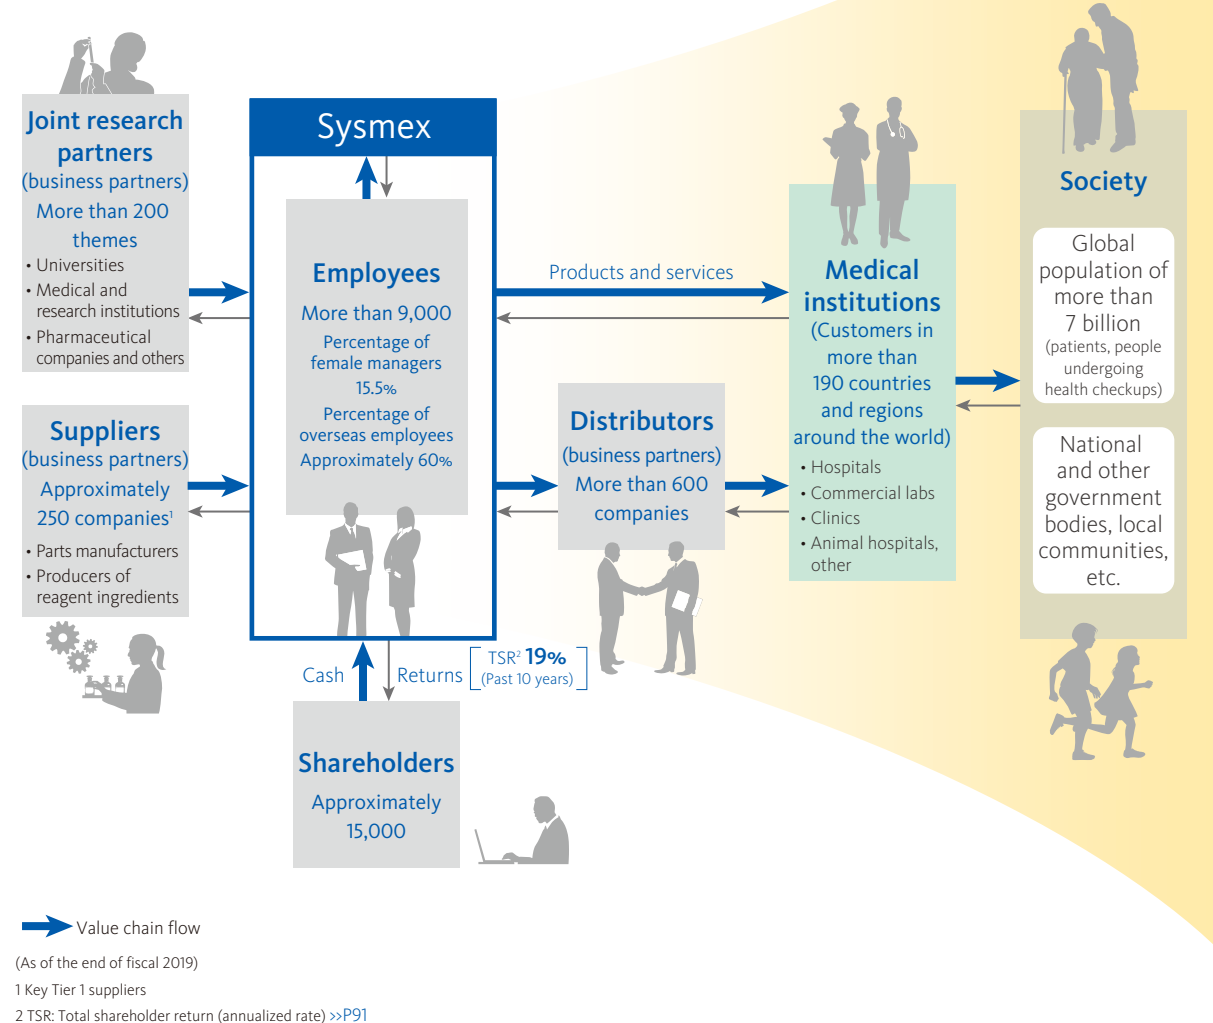 Joint research
partners
(business partners)
More than 200
themes
• Universities
• Medical and
research institutions
• Pharmaceutical
companies and others
Suppliers
(business partners)
Approximately
250 companies¹
• Parts manufacturers
• Producers of
reagent ingredients
Sysmex
Employees
More than 9,000
Percentage of
female managers
15.5%
Percentage of
overseas employees
Approximately 60%
Cash
Returns
TSR² 19%
(Past 10 years)
Shareholders
Approximately
15,000
Products and services
Distributors
(business partners)
More than 600
companies
Medical
institutions
(Customers in
more than
190 countries
and regions
around the world)
• Hospitals
• Commercial labs
• Clinics
• Animal hospitals,
other
Society
Global
population of
more than
7 billion
(patients, people
undergoing
health checkups)
National
and other
government
bodies, local
communities,
etc.
Value chain flow
(As of the end of fiscal 2019)
1 Key Tier 1 suppliers
2 TSR: Total shareholder return (annualized rate) >>P91